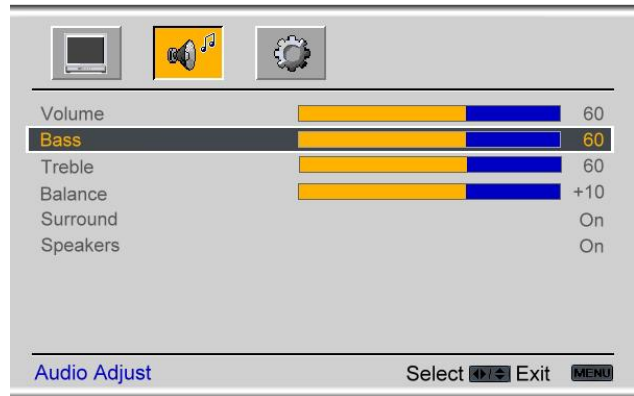 Volume 60
Bass 60
Treble 60
Balance +10
Surround On
Speakers On
Audio Adjust Select / Exit MENU